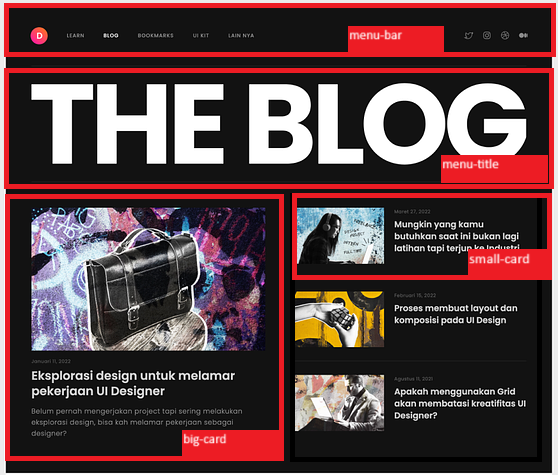 D LEARN BLOG BOOKMARKS UI KIT LAIN NYA
menu-bar
THE BLOG
menu-title
Januari 11, 2022
Eksplorasi design untuk melamar
pekerjaan UI Designer
Belum pernah mengerjakan project tapi sering melakukan
eksplorasi design, bisa kah melamar pekerjaan sebagai
designer?
big-card
Maret 27, 2022
Mungkin yang kamu
butuhkan saat ini bukan lagi
latihan tapi terjun ke Industri
small-card
Februari 15, 2022
Proses membuat layout dan
komposisi pada UI Design
Agustus 11, 2021
Apakah menggunakan Grid
akan membatasi kreatifitas UI
Designer?